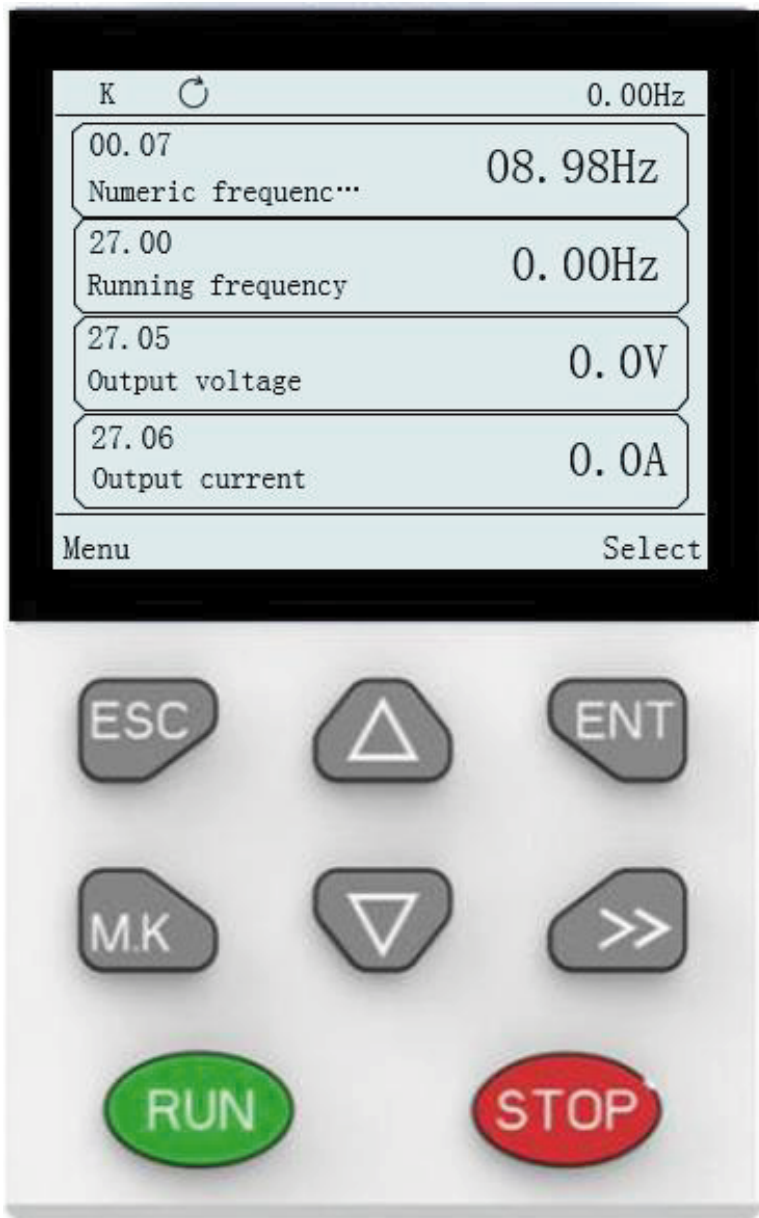 K 0.00Hz
00.07
Numeric frequenc… 08.98Hz
27.00
Running frequency 0.00Hz
27.05
Output voltage 0.0V
27.06
Output current 0.0A
Menu Select
ESC ENT
M.K >>
RUN STOP